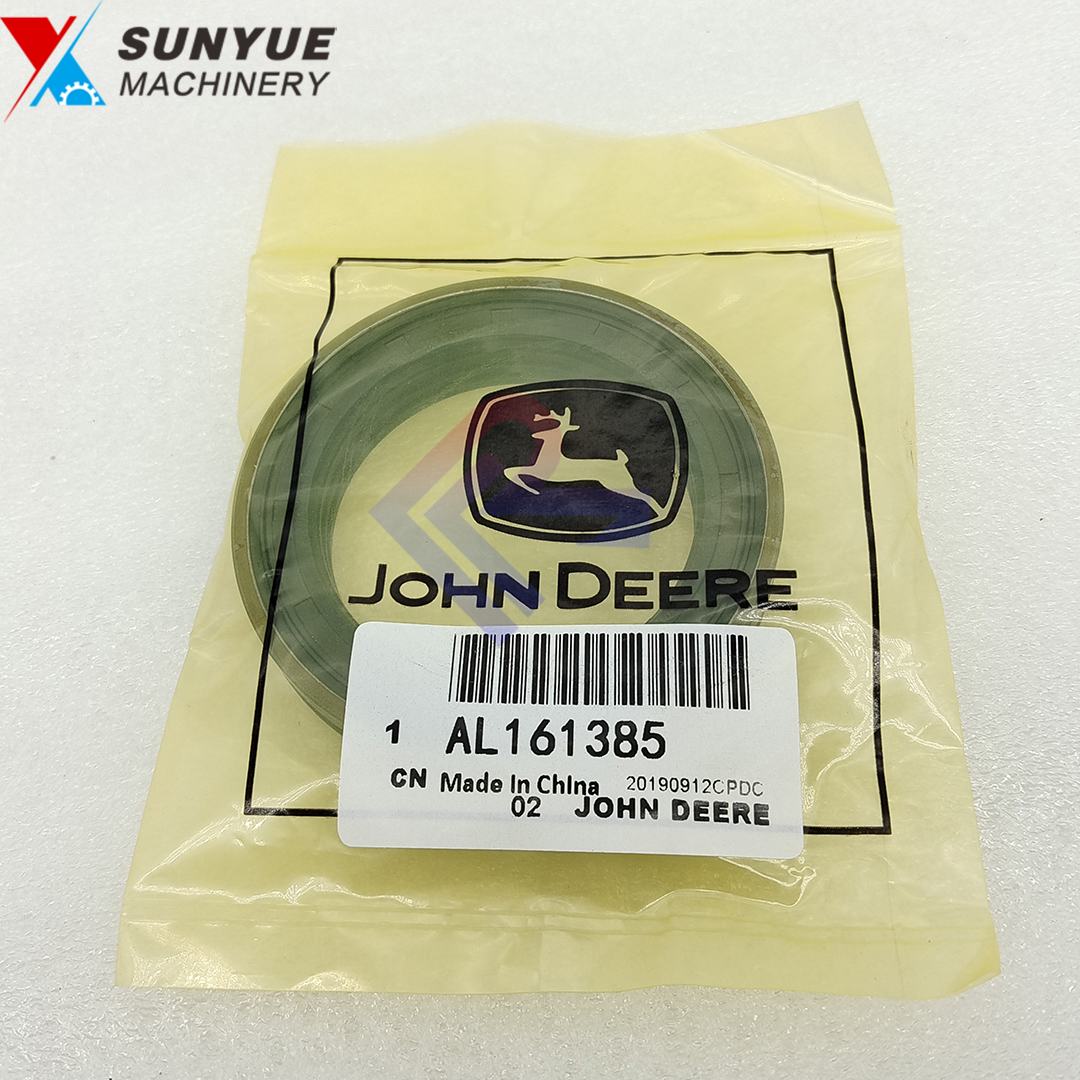 SUNYUE
MACHINERY
JOHN DEERE
1 AL161385
CN Made In ChIna 20190912CPDC
02 JOHN DEERE